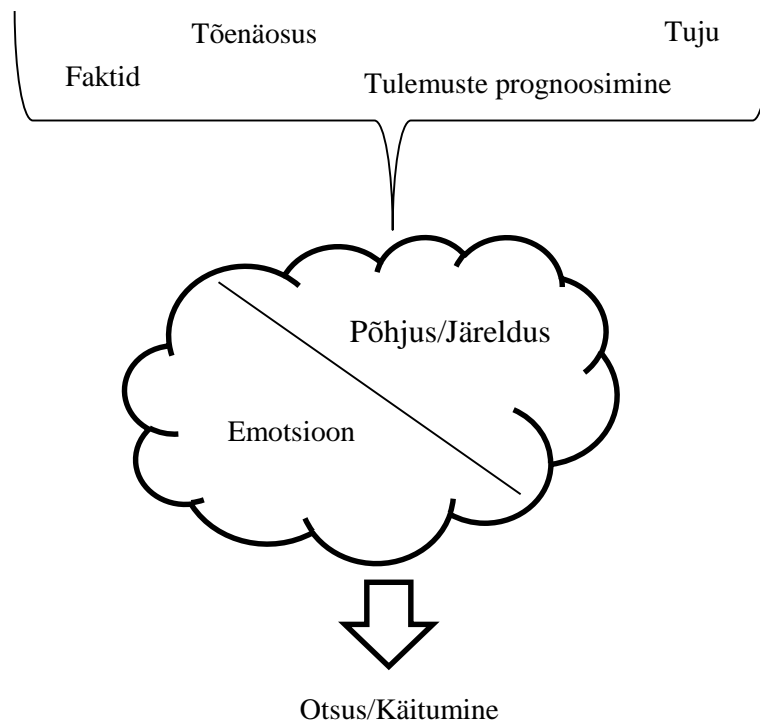 Tõenäosus
Tuju
Faktid
Tulemuste prognoosimine
Põhjus/Järeldus
Emotsioon
Otsus/Käitumine